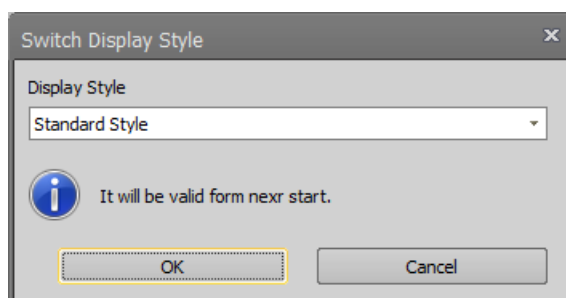 Switch Display Style
Display Style
Standard Style
It will be valid form nexr start.
OK
Cancel